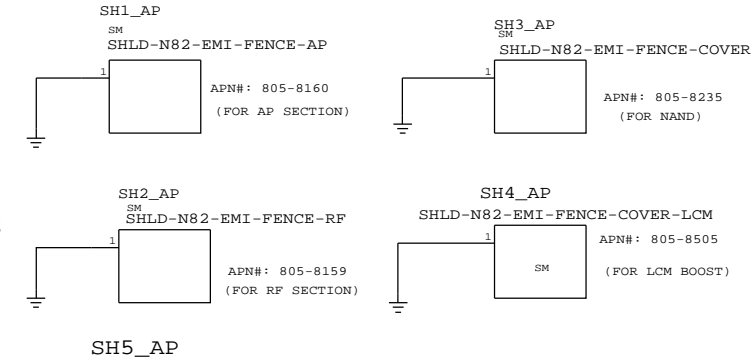 SH1_AP
SM
SHLD-N82-EMI-FENCE-AP
1
APN#: 805-8160
(FOR AP SECTION)
SH3_AP
SM
SHLD-N82-EMI-FENCE-COVER
1
APN#: 805-8235
(FOR NAND)
SH2_AP
SM
SHLD-N82-EMI-FENCE-RF
1
APN#: 805-8159
(FOR RF SECTION)
SH4_AP
SHLD-N82-EMI-FENCE-COVER-LCM
1
APN#: 805-8505
SM
(FOR LCM BOOST)
SH5_AP